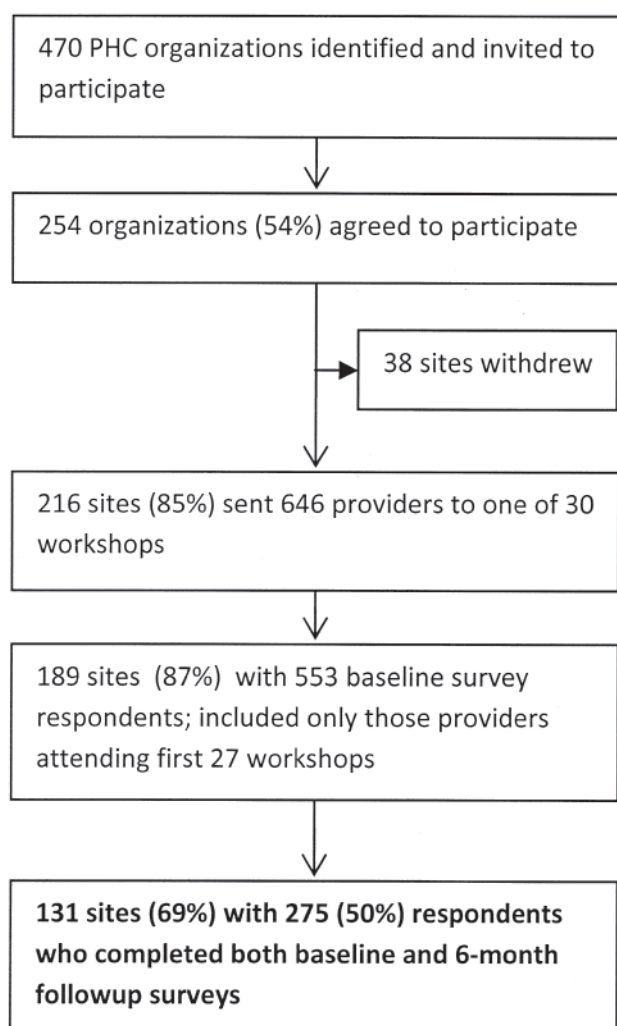 470 PHC organizations identified and invited to
participate
254 organizations (54%) agreed to participate
38 sites withdrew
216 sites (85%) sent 646 providers to one of 30
workshops
189 sites (87%) with 553 baseline survey
respondents; included only those providers
attending first 27 workshops
131 sites (69%) with 275 (50%) respondents
who completed both baseline and 6-month
followup surveys